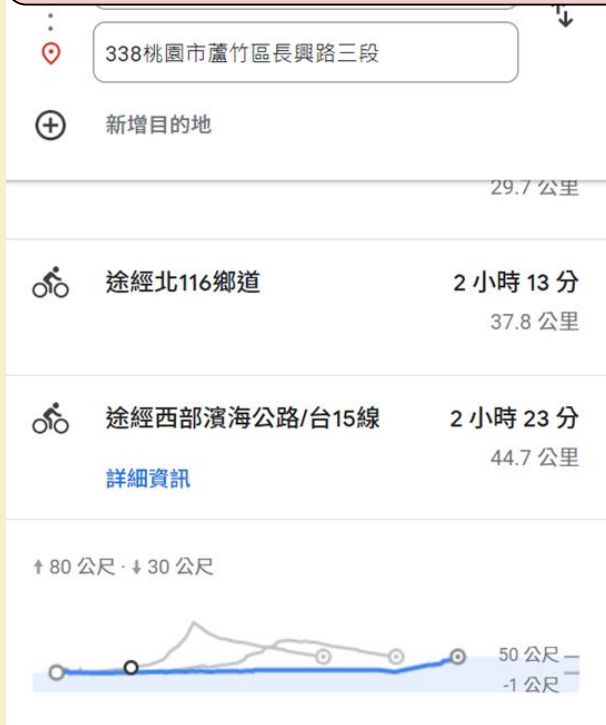 338桃園市蘆竹區長興路三段
新增目的地
29.7 公里
途經北116鄉道
2 小時 13 分
37.8 公里
途經西部濱海公路/台15線
2 小時 23 分
44.7 公里
詳細資訊
↑ 80 公尺 · ↓ 30 公尺
50 公尺
-1 公尺